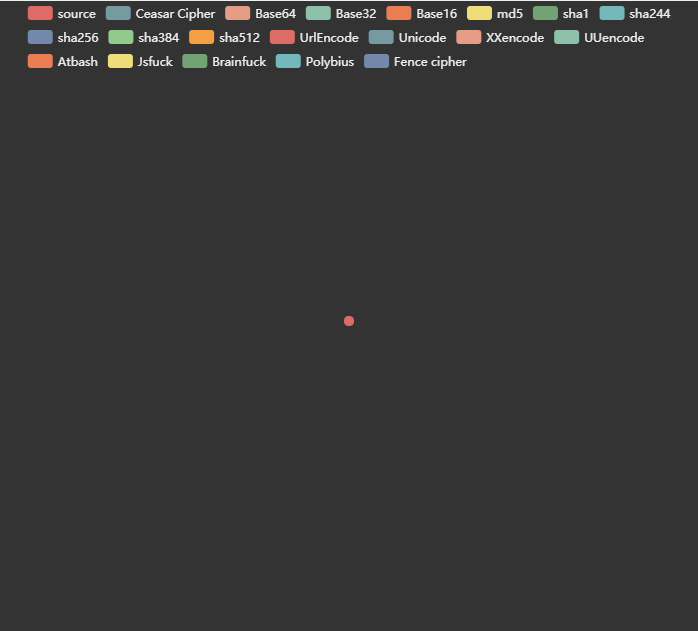 source Ceasar Cipher Base64 Base32 Base16 md5 sha1 sha244
sha256 sha384 sha512 UrlEncode Unicode XXencode UUencode
Atbash Jsfuck Brainfuck Polybius Fence cipher